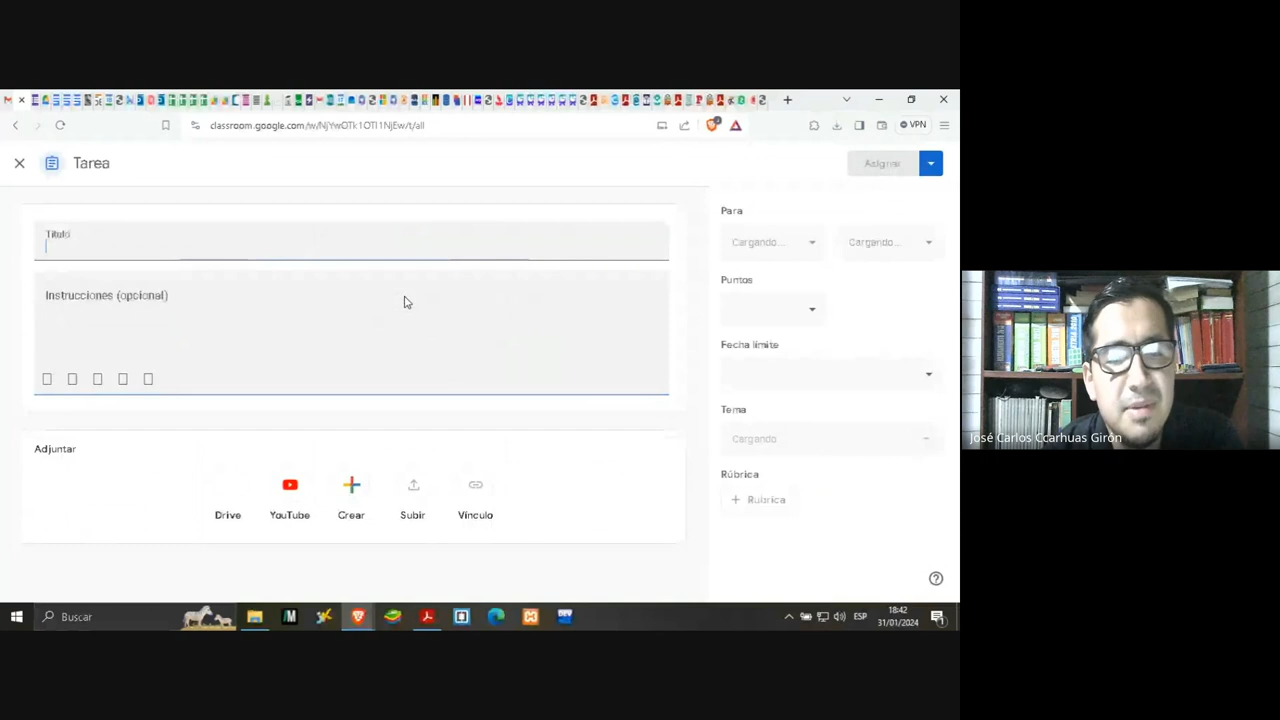 classroom.google.com/w/NjYwOTk1OTI1NjEw/t/all
VPN
Tarea
Asignar
Título
Instrucciones (opcional)
Adjuntar
Drive
YouTube
Crear
Subir
Vínculo
Para
Cargando...
Cargando...
Puntos
Fecha límite
Tema
Cargando
Rúbrica
Rúbrica
José Carlos Ccarhuas Girón
Buscar
ESP
18:42
31/01/2024